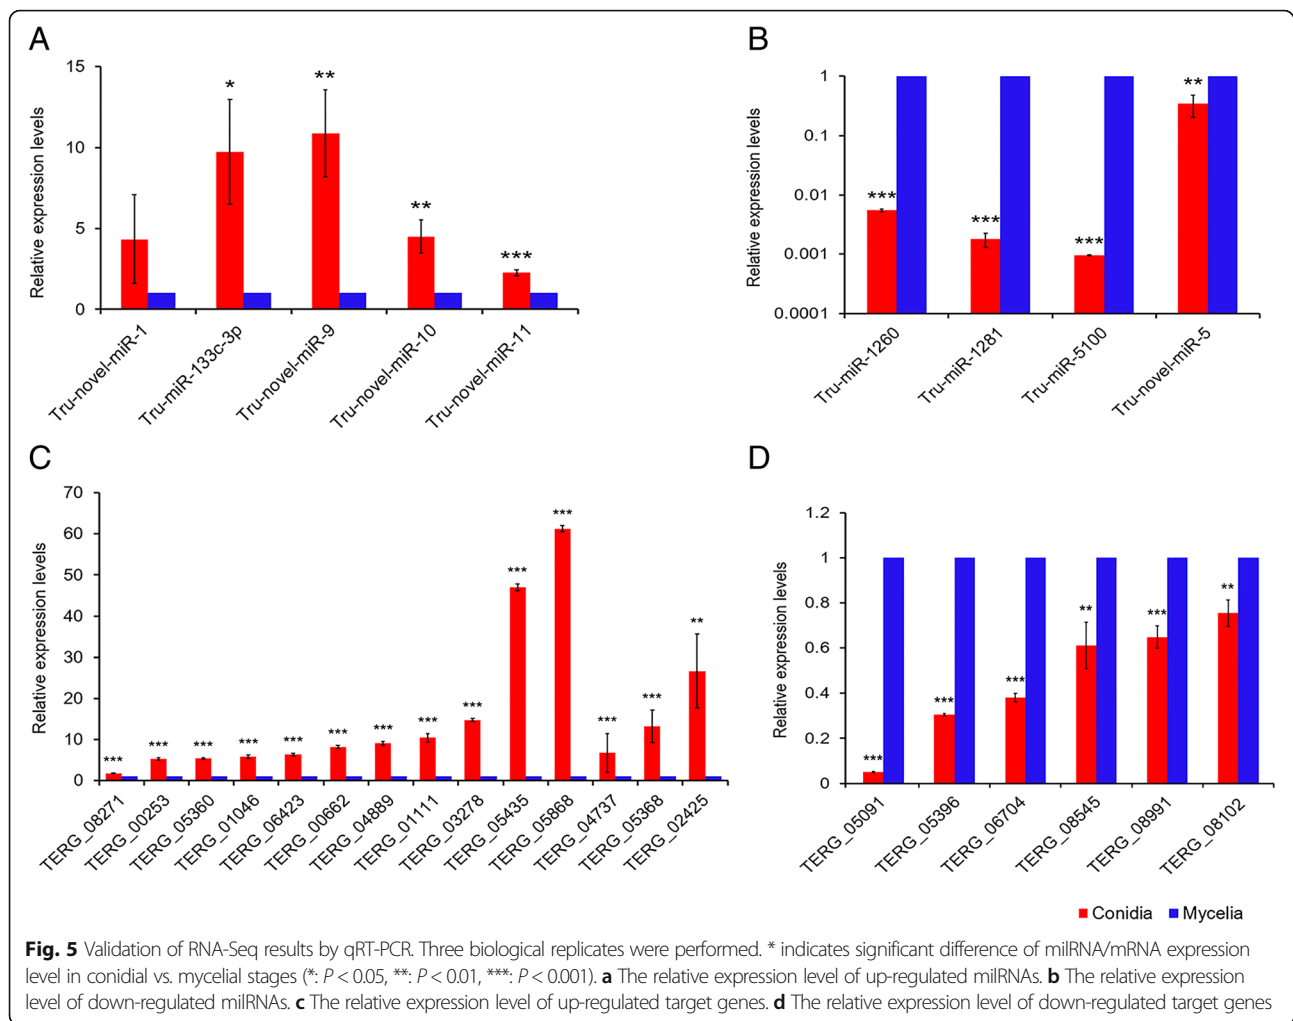 A
Relative expression levels
15
10
5
0
*
**
**
***
Tru-novel-miR-1
Tru-miR-133c-3p
Tru-novel-miR-9
Tru-novel-miR-10
Tru-novel-miR-11
B
Relative expression levels
1
0.1
0.01
0.001
0.0001
***
***
***
**
Tru-miR-1260
Tru-miR-1281
Tru-miR-5100
Tru-novel-miR-5
C
Relative expression levels
70
60
50
40
30
20
10
0
***
***
***
***
***
***
***
***
***
***
***
***
***
**
TERG_08271
TERG_00253
TERG_05360
TERG_01046
TERG_06423
TERG_00662
TERG_04889
TERG_01111
TERG_03278
TERG_05435
TERG_05868
TERG_04737
TERG_05368
TERG_02425
D
Relative expression levels
1.2
1
0.8
0.6
0.4
0.2
0
***
***
***
**
***
**
TERG_05091
TERG_05396
TERG_06704
TERG_08545
TERG_08991
TERG_08102
Conidia Mycelia
Fig. 5 Validation of RNA-Seq results by qRT-PCR. Three biological replicates were performed. * indicates significant difference of milRNA/mRNA expression
level in conidial vs. mycelial stages (*: P < 0.05, **: P < 0.01, ***: P < 0.001). a The relative expression level of up-regulated milRNAs. b The relative expression
level of down-regulated milRNAs. c The relative expression level of up-regulated target genes. d The relative expression level of down-regulated target genes